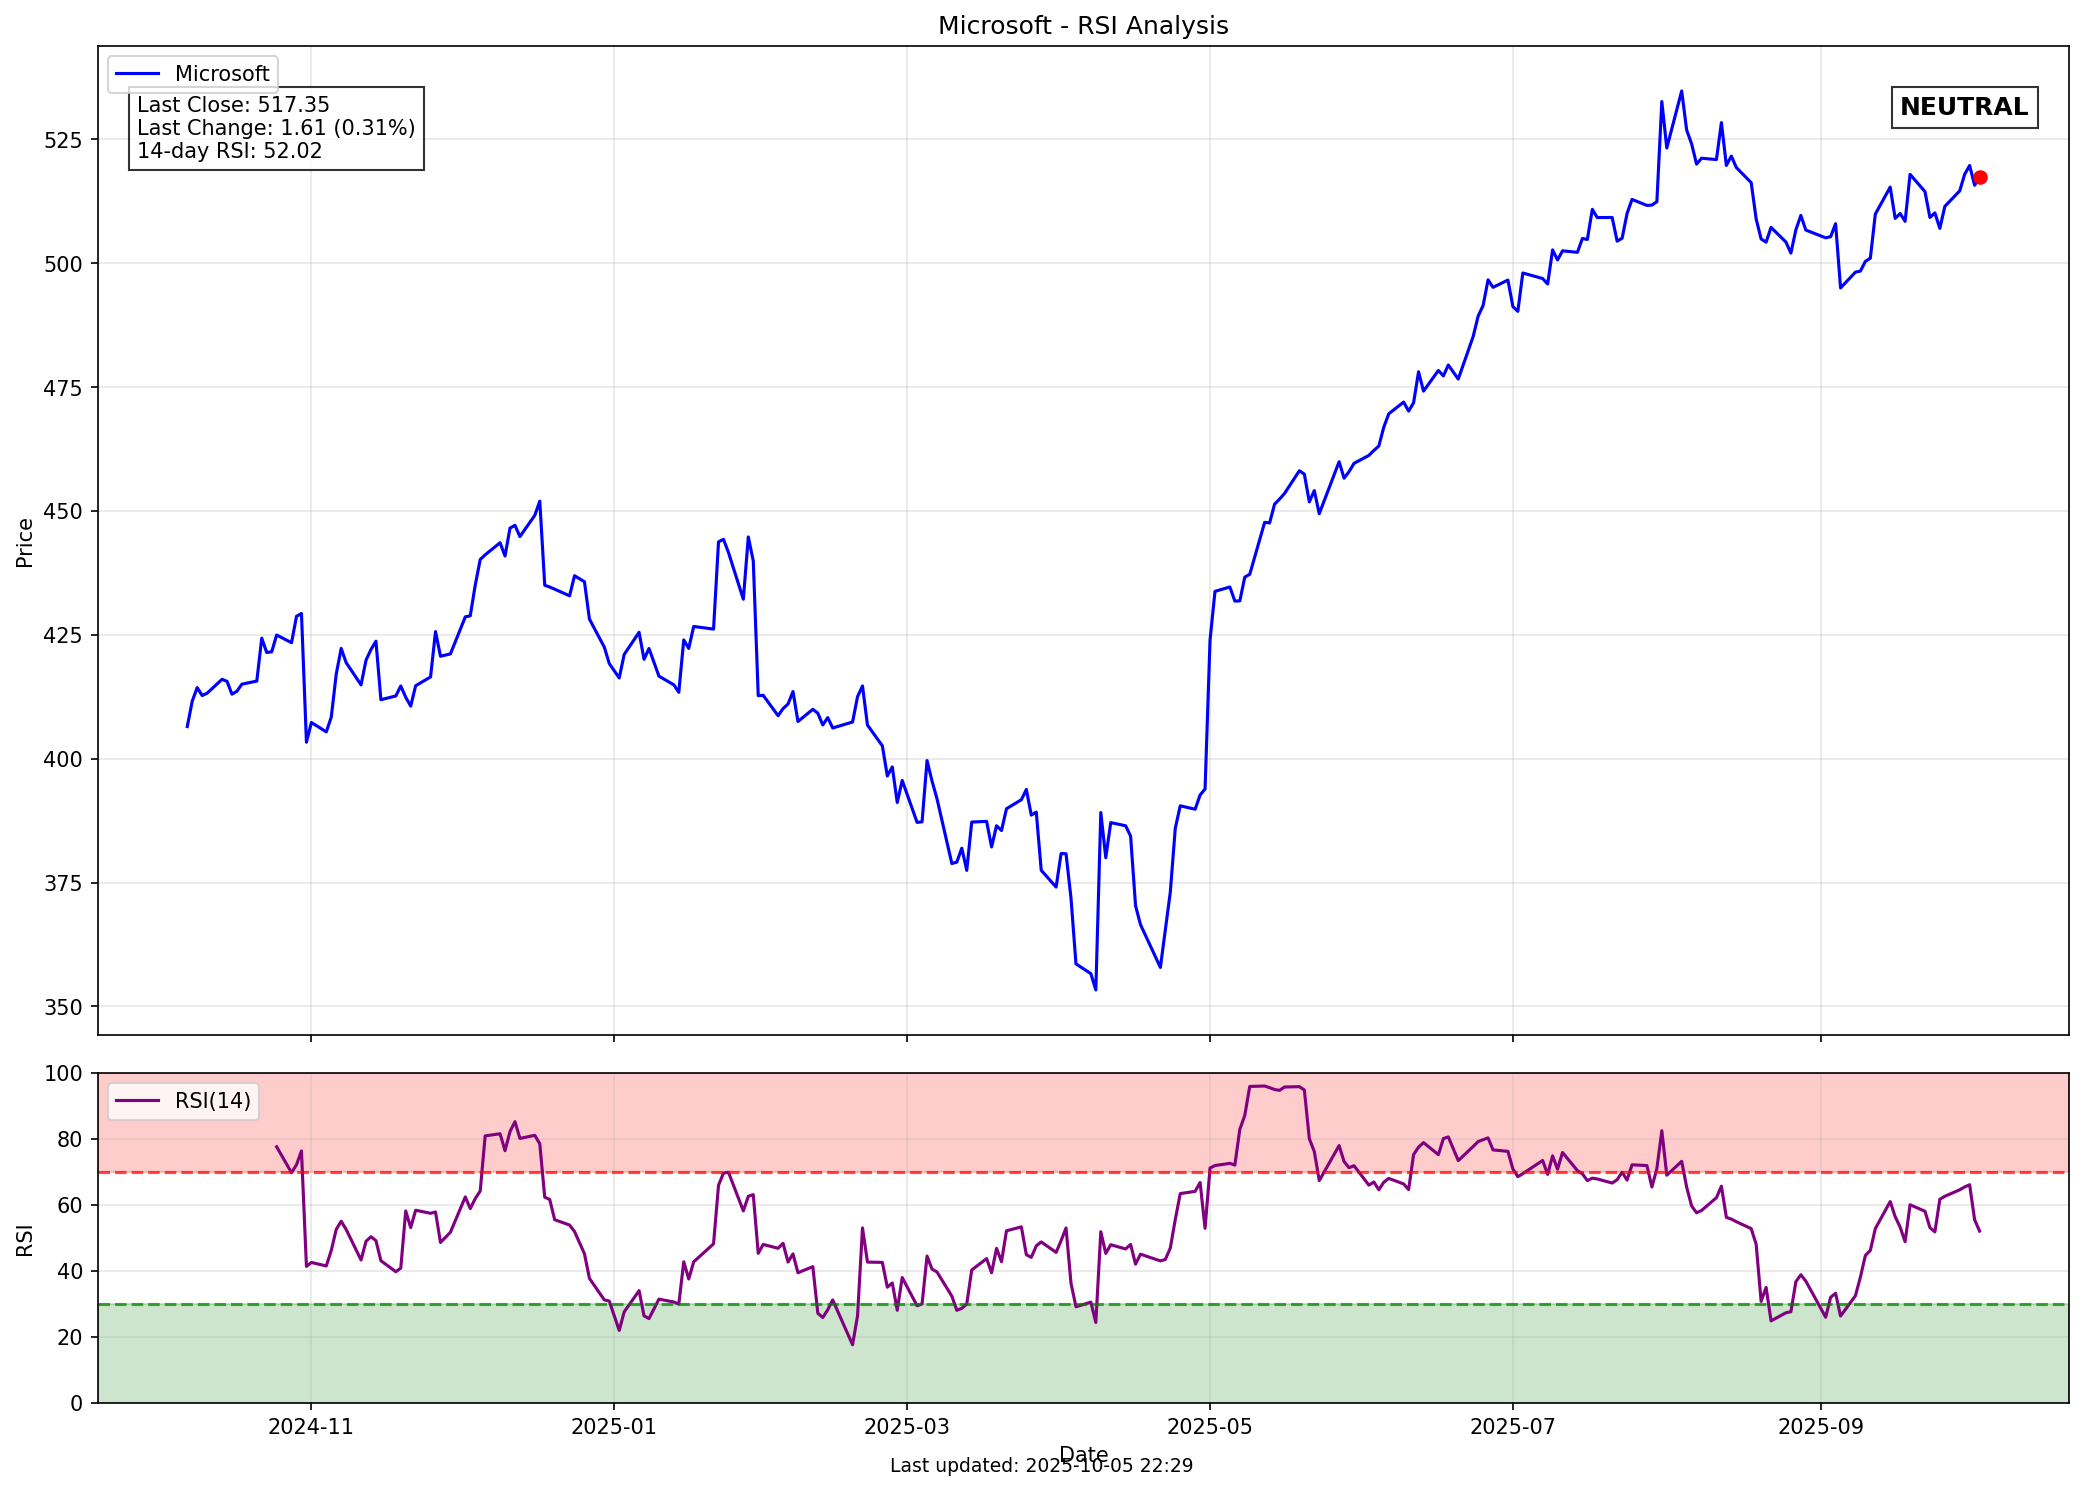 Microsoft - RSI Analysis
Microsoft
Last Close: 517.35
Last Change: 1.61 (0.31%)
14-day RSI: 52.02
NEUTRAL
Price
525
500
475
450
425
400
375
350
RSI(14)
RSI
100
80
60
40
20
0
2024-11
2025-01
2025-03
2025-05
2025-07
2025-09
Date
Last updated: 2025-10-05 22:29